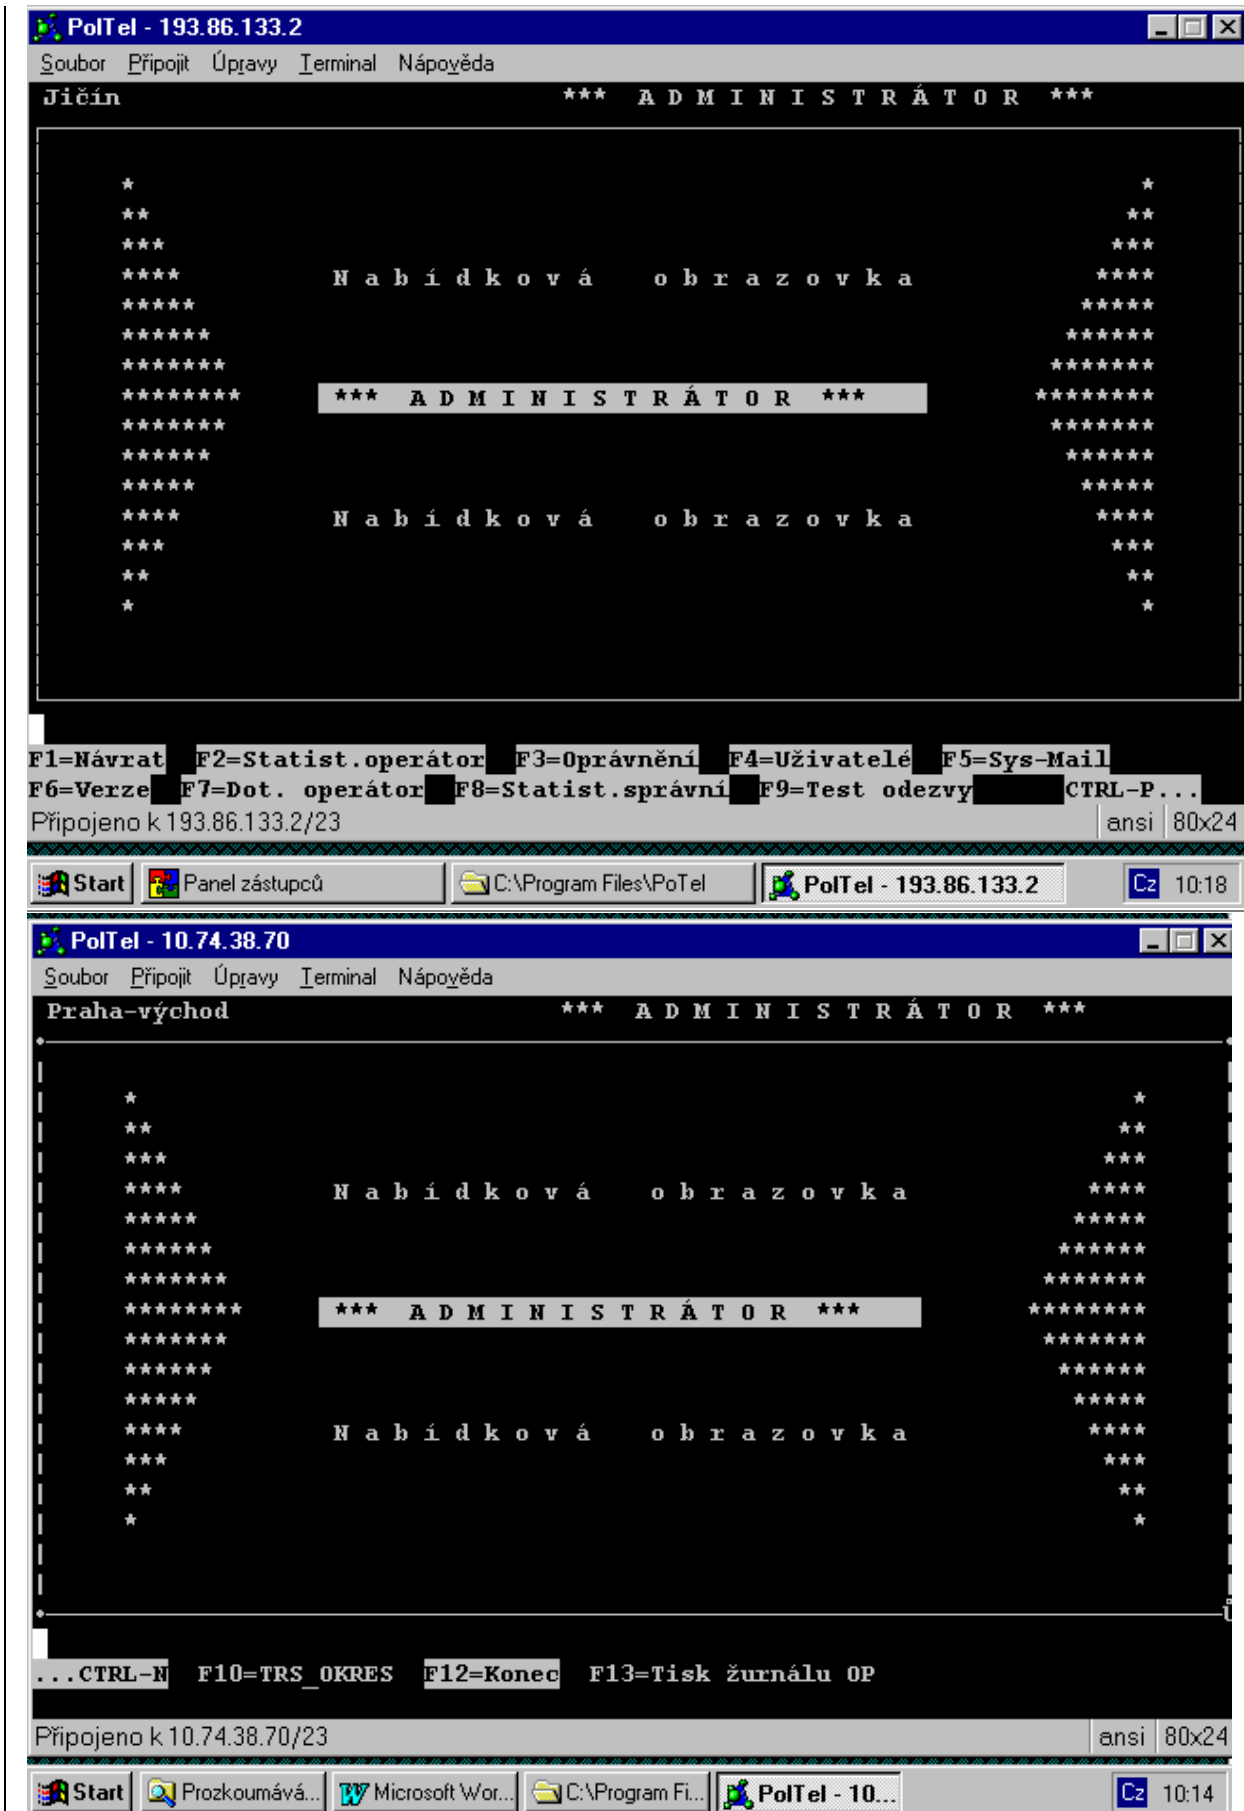 PolTel - 193.86.133.2
Soubor Připojit Úpravy Terminal Nápověda
Jičín *** A D M I N I S T R Á T O R ***
* *
** **
*** ***
**** N a b í d k o v á o b r a z o v k a ****
***** *****
****** ******
******* *******
******** *** A D M I N I S T R Á T O R *** ********
******* *******
****** ******
***** *****
**** N a b í d k o v á o b r a z o v k a ****
*** ***
** **
* *
F1=Návrat F2=Statist.operátor F3=Oprávnění F4=Uživatelé F5=Sys-Mail
F6=Verze F7=Dot. operátor F8=Statist.správní F9=Test odezvy CTRL-P...
Připojeno k 193.86.133.2/23 ansi 80x24
Start Panel zástupců C:\Program Files\PoTel PolTel - 193.86.133.2 Cz 10:18
PolTel - 10.74.38.70
Soubor Připojit Úpravy Terminal Nápověda
Praha-východ *** A D M I N I S T R Á T O R ***
* *
** **
*** ***
**** N a b í d k o v á o b r a z o v k a ****
***** *****
****** ******
******* *******
******** *** A D M I N I S T R Á T O R *** ********
******* *******
****** ******
***** *****
**** N a b í d k o v á o b r a z o v k a ****
*** ***
** **
* *
...CTRL-N F10=TRS_OKRES F12=Konec F13=Tisk žurnálu OP
Připojeno k 10.74.38.70/23 ansi 80x24
Start Prozkoumává... Microsoft Wor... C:\Program Fi... PolTel - 10... Cz 10:14